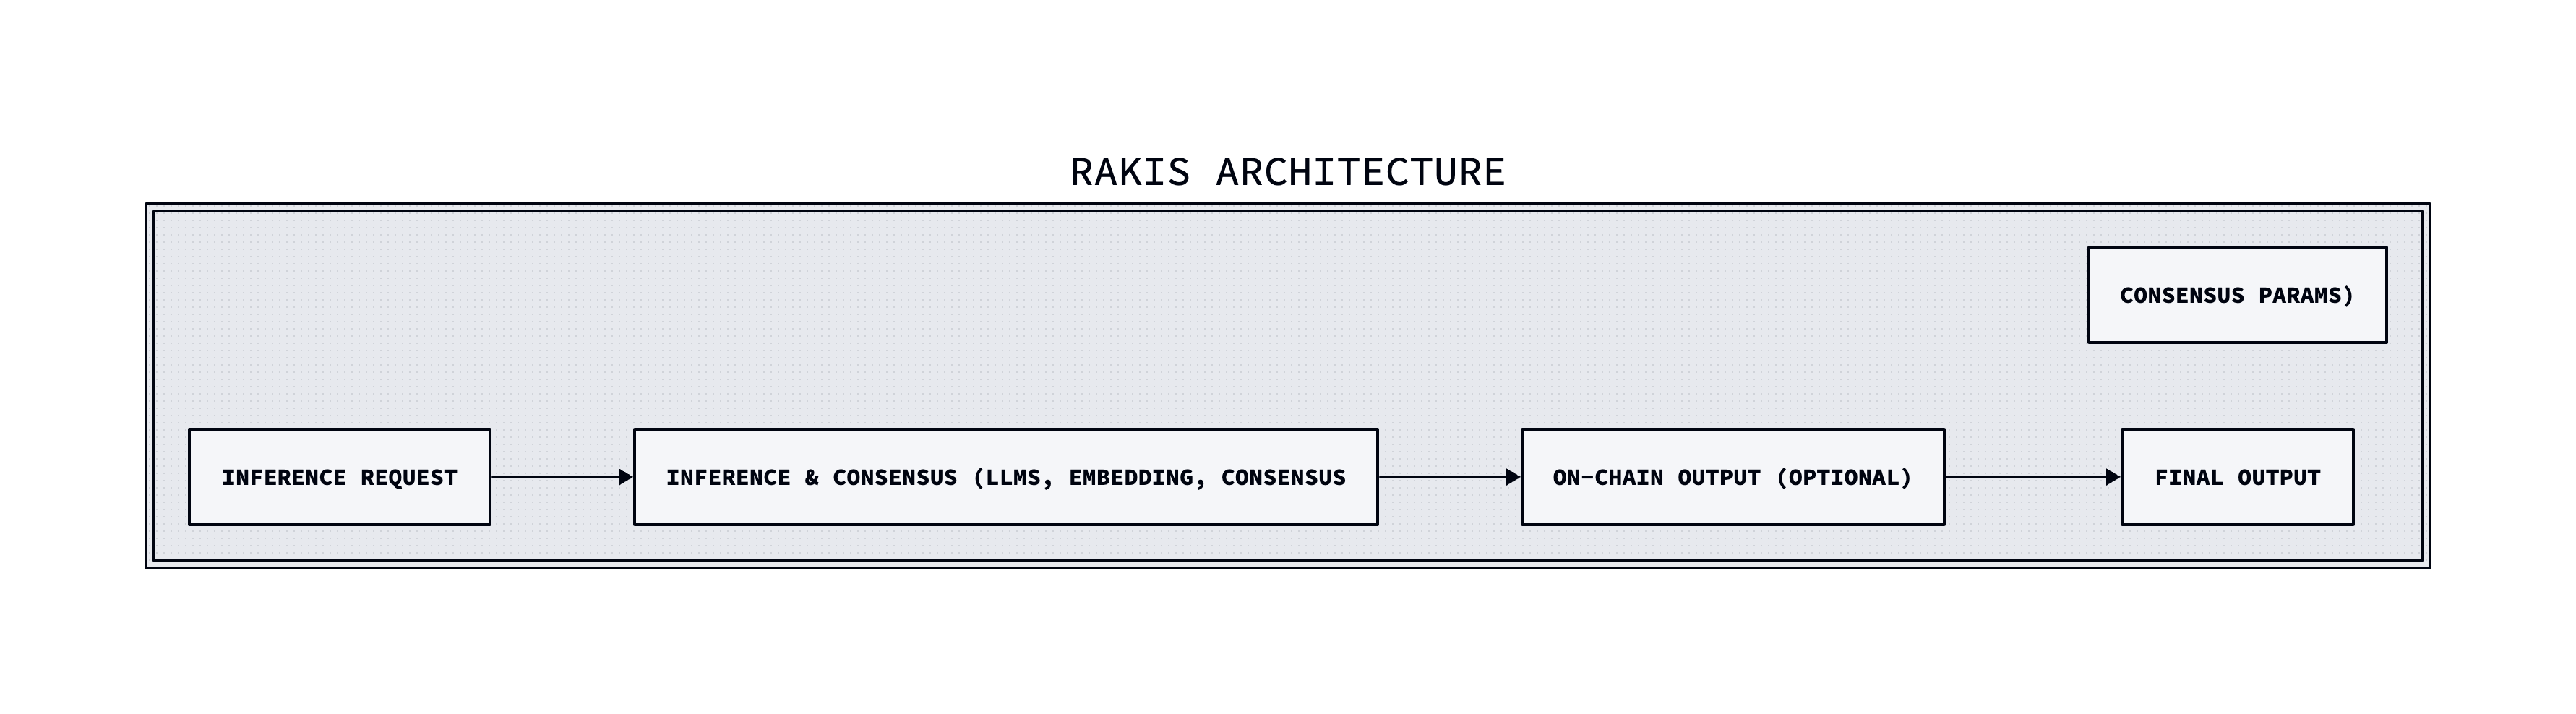 RAKIS ARCHITECTURE
CONSENSUS PARAMS)
INFERENCE REQUEST
INFERENCE & CONSENSUS (LLMS, EMBEDDING, CONSENSUS
ON-CHAIN OUTPUT (OPTIONAL)
FINAL OUTPUT